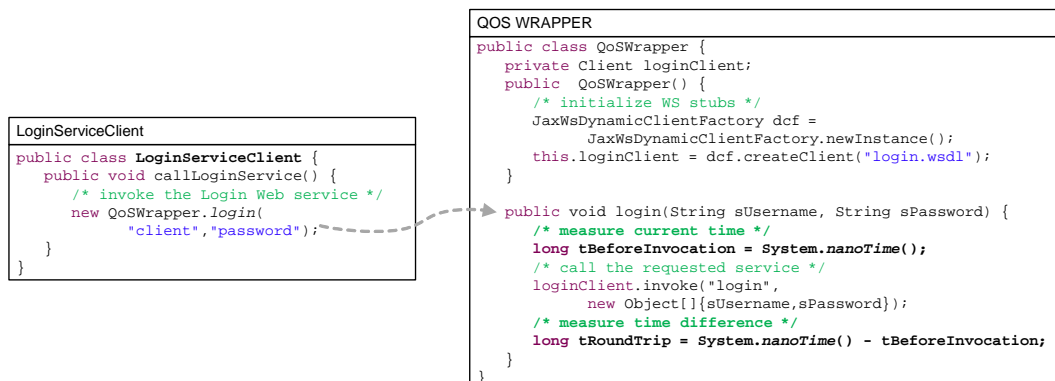 LoginServiceClient
public class LoginServiceClient {
public void callLoginService() {
/* invoke the Login Web service */
new QoSWrapper.login(
"client","password");
}
}
QOS WRAPPER
public class QoSWrapper {
private Client loginClient;
public  QoSWrapper() {
/* initialize WS stubs */
JaxWsDynamicClientFactory dcf =
JaxWsDynamicClientFactory.newInstance();
this.loginClient = dcf.createClient("login.wsdl");
}
public void login(String sUsername, String sPassword) {
/* measure current time */
long tBeforeInvocation = System.nanoTime();
/* call the requested service */
loginClient.invoke("login",
new Object[]{sUsername,sPassword});
/* measure time difference */
long tRoundTrip = System.nanoTime() - tBeforeInvocation;
}
}